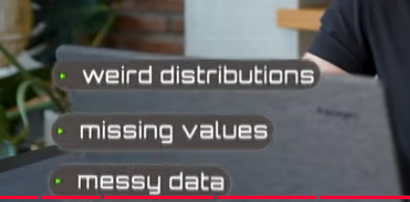 weird distributions
missing values
messy data